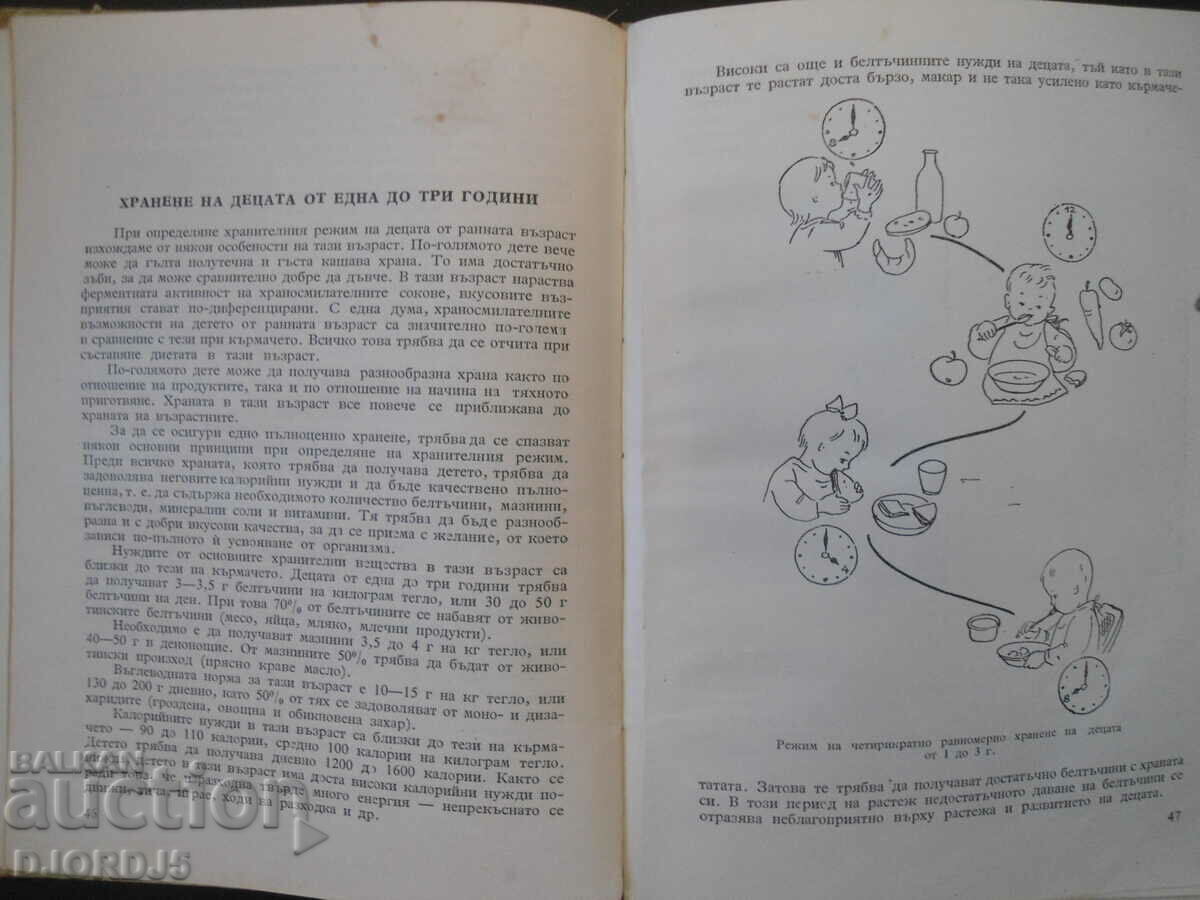 ХРАНЕНЕ НА ДЕЦАТА ОТ ЕДНА ДО ТРИ ГОДИНИ
При определяне хранителния режим на децата от ранната възраст
изхождаме от някои особености на тази възраст. По-голямото дете вече
може да гълта полутечна и гъста кашава храна. То има достатъчно
зъби, за да може сравнително добре да дъвче. В тази възраст нараства
ферментната активност на храносмилателните сокове, вкусовите въз-
приятия стават по-диференцирани. С една дума, храносмилателните
възможности на детето от ранната възраст са значително по-големи
в сравнение с тези при кърмачето. Всичко това трябва да се отчита при
съставяне диетата в тази възраст.
По-голямото дете може да получава разнообразна храна както по
отношение на продуктите, така и по отношение на начина на тяхното
приготвяне. Храната в тази възраст все повече се приближава до
храната на възрастните.
За да се осигури едно пълноценно хранене, трябва да се спазват
някои основни принципи при определяне на хранителния режим.
Преди всичко храната, която трябва да получава детето, трябва да
задоволява неговите калорийни нужди и да бъде качествено пълно-
ценна, т. е. да съдържа необходимото количество белтъчини, мазнини,
въглеводи, минерални соли и витамини. Тя трябва да бъде разнооб-
разна и с добри вкусови качества, за да се приема с желание, от което
зависи по-пълното ѝ усвояване от организма.
Нуждите от основните хранителни вещества в тази възраст са
близки до тези на кърмачето. Децата от една до три години трябва
да получават 3—3,5 г белтъчини на килограм тегло, или 30 до 50 г
белтъчини на ден. При това 70% от белтъчините се набавят от живо-
тинските белтъчини (месо, яйца, мляко, млечни продукти).
Необходимо е да получават мазнини 3,5 до 4 г на кг тегло, или
40—50 г в денонощие. От мазнините 50% трябва да бъдат от живо-
тински произход (прясно краве масло).
Въглеводната норма за тази възраст е 10—15 г на кг тегло, или
130 до 200 г дневно, като 50% от тях се задоволяват от моно- и диза-
харидите (гроздена, овощна и обикновена захар).
Калорийните нужди в тази възраст са близки до тези на кърма-
чето — 90 до 110 калории, средно 100 калории на килограм тегло.
Детето трябва да получава дневно 1200 до 1600 калории. Както се
вижда, детето в тази възраст има доста високи калорийни нужди по-
ради това, че изразходва твърде много енергия — непрекъснато се
движи, тича, играе, ходи на разходка и др.
46
BALKAN
auction
DJORDJ5
Високи са още и белтъчинните нужди на децата, тъй като в тази
възраст те растат доста бързо, макар и не така усилено като кърмаче-
8
12
4
8
Режим на четирикратно равномерно хранене на децата
от 1 до 3 г.
татата. Затова те трябва да получават достатъчно белтъчини с храната
си. В този период на растеж недостатъчното даване на белтъчини се
отразява неблагоприятно върху растежа и развитието на децата.
47